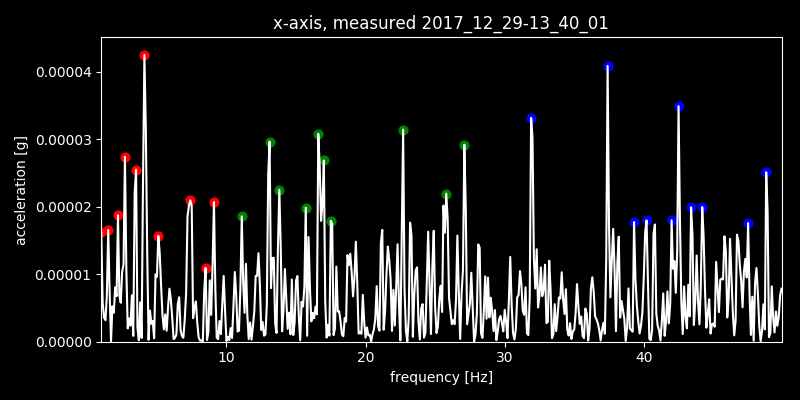 x-axis, measured 2017_12_29-13_40_01
acceleration [g]
0.00004
0.00003
0.00002
0.00001
0.00000
10 20 30 40
frequency [Hz]